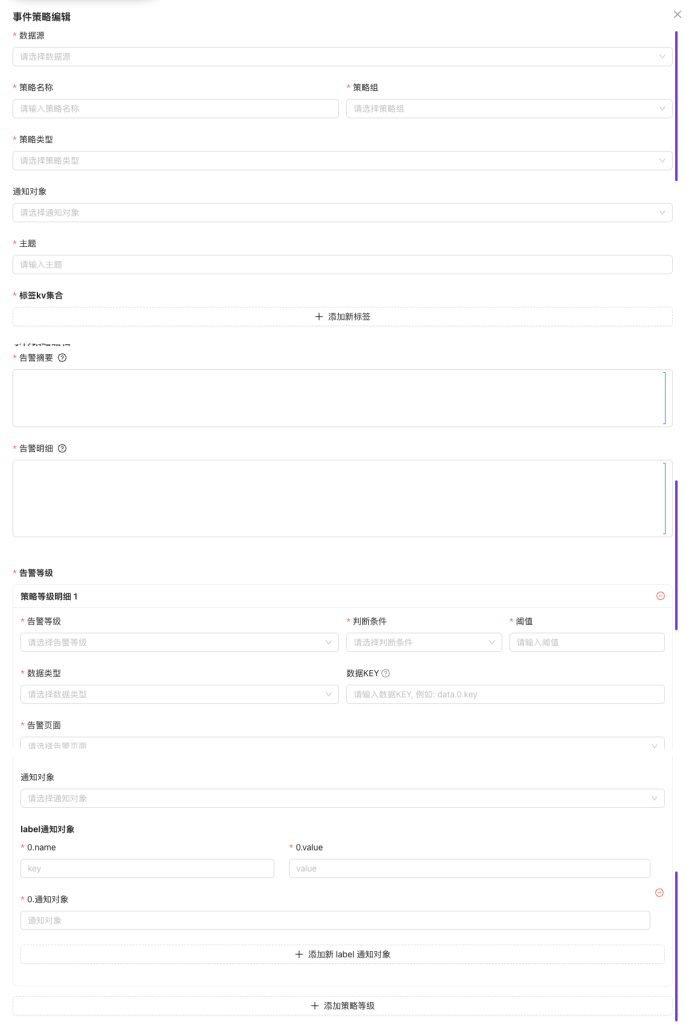 事件策略编辑
* 数据源
请选择数据源
* 策略名称 * 策略组
请输入策略名称 请选择策略组
* 策略类型
请选择策略类型
通知对象
请选择通知对象
* 主题
请输入主题
* 标签kv集合
+ 添加新标签
* 告警摘要
* 告警明细
* 告警等级
策略等级明细 1
* 告警等级 * 判断条件 * 阈值
请选择告警等级 请选择判断条件 请输入阈值
* 数据类型 数据KEY
请选择数据类型 请输入数据KEY, 例如: data.0.key
* 告警页面
请选择告警页面
通知对象
请选择通知对象
label通知对象
* 0.name * 0.value
key value
* 0.通知对象
通知对象
+ 添加新 label 通知对象
+ 添加策略等级